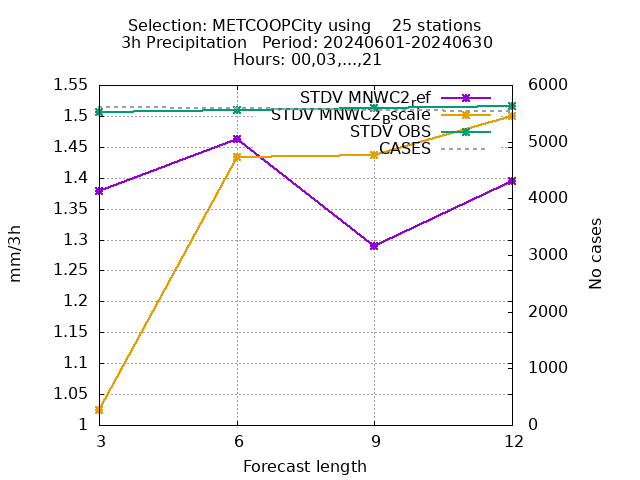 Selection: METCOOPCity using    25 stations
3h Precipitation   Period: 20240601-20240630
Hours: 00,03,...,21
STDV MNWC2_ref
STDV MNWC2_Bscale
STDV OBS
CASES
1.55
1.5
1.45
1.4
1.35
1.3
1.25
1.2
1.15
1.1
1.05
1
mm/3h
6000
5000
4000
3000
2000
1000
0
No cases
3 6 9 12
Forecast length